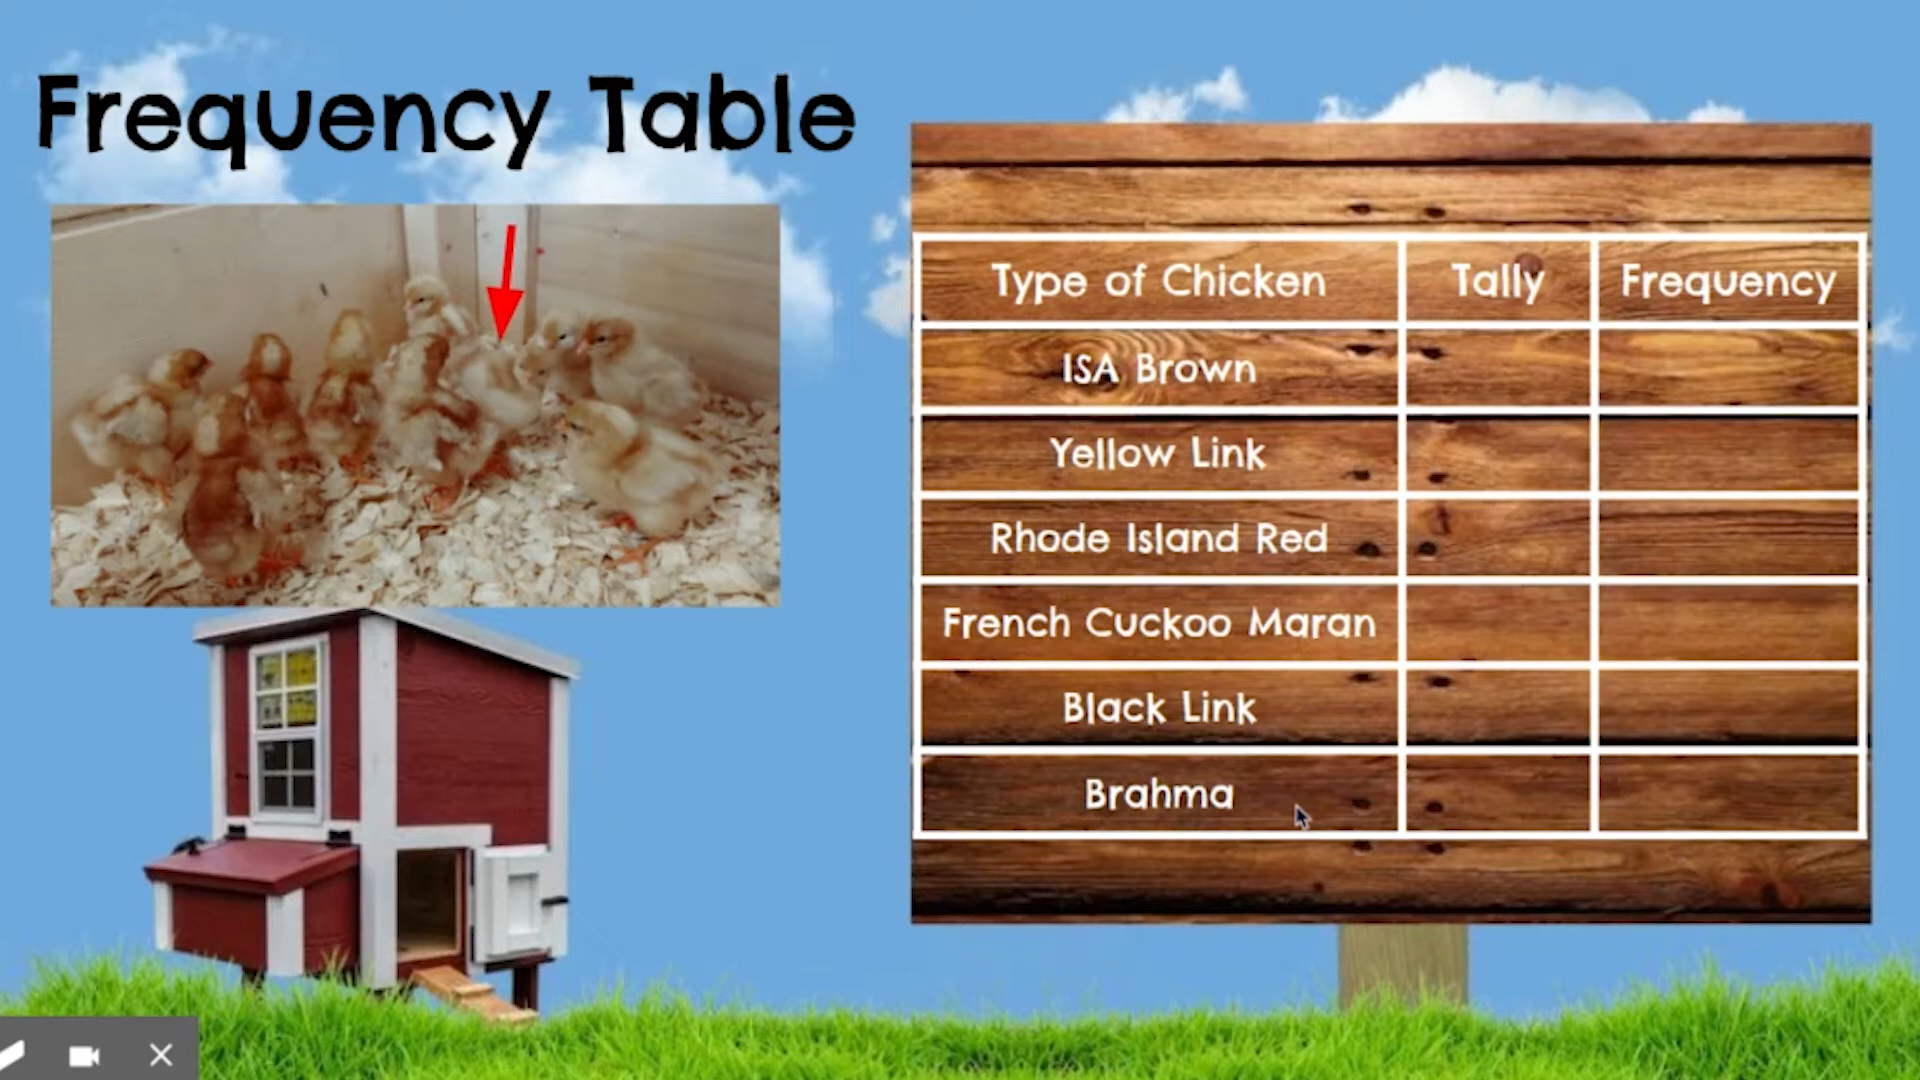 Frequency Table
Type of Chicken Tally Frequency
ISA Brown
Yellow Link
Rhode Island Red
French Cuckoo Maran
Black Link
Brahma